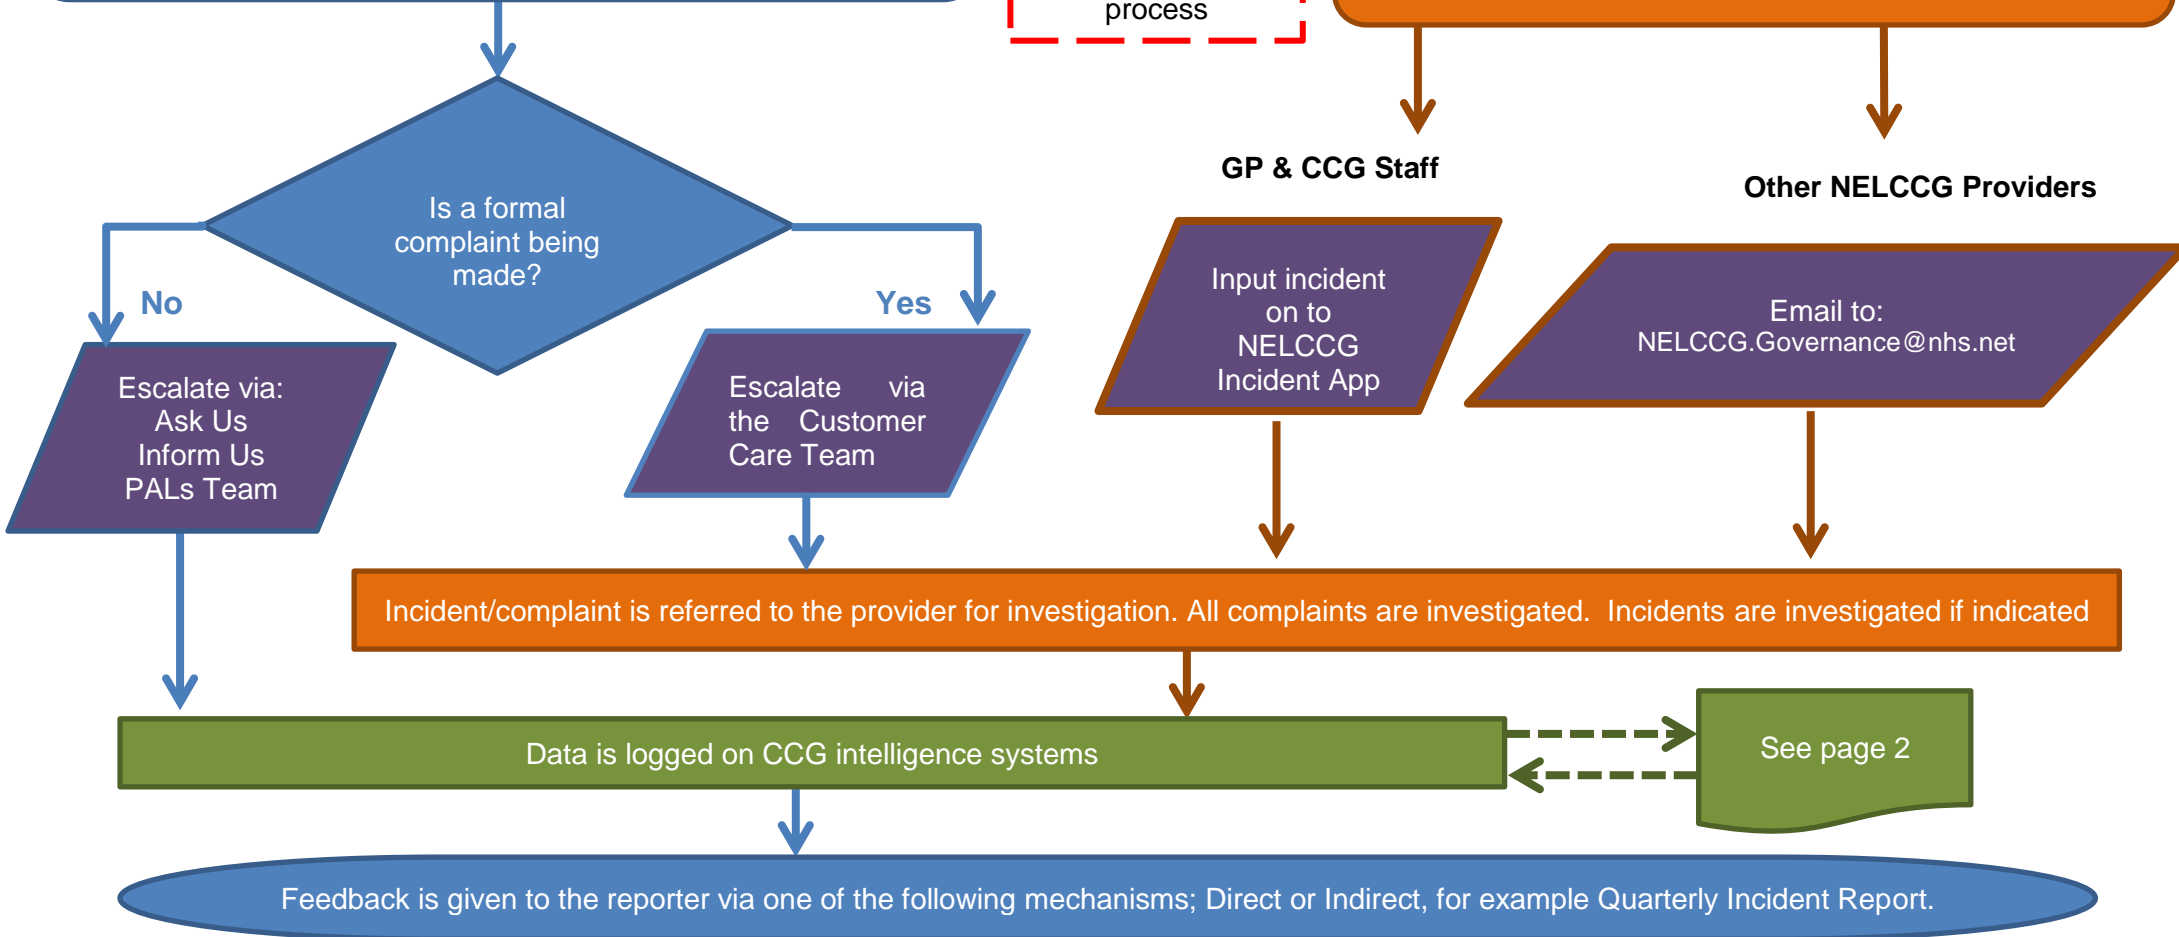 process
GP & CCG Staff
Other NELCCG Providers
Is a formal
complaint being
made?
No
Yes
Input incident
on to
NELCCG
Incident App
Email to:
NELCCG.Governance@nhs.net
Escalate via:
Ask Us
Inform Us
PALs Team
Escalate via
the Customer
Care Team
Incident/complaint is referred to the provider for investigation. All complaints are investigated. Incidents are investigated if indicated
Data is logged on CCG intelligence systems
See page 2
Feedback is given to the reporter via one of the following mechanisms; Direct or Indirect, for example Quarterly Incident Report.